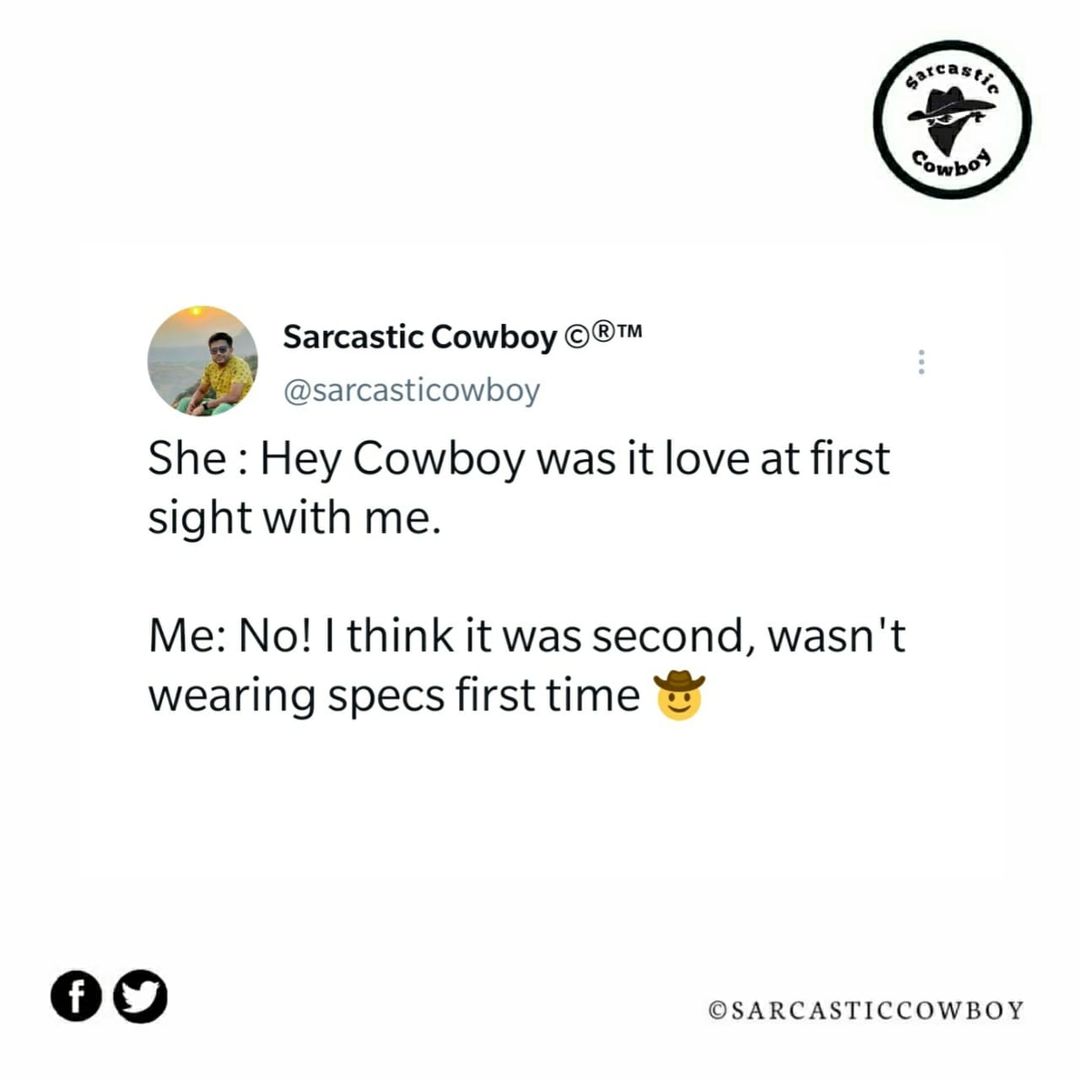 Sarcastic
Cowboy
Sarcastic Cowboy ©®™
@sarcasticowboy
She : Hey Cowboy was it love at first
sight with me.
Me: No! I think it was second, wasn't
wearing specs first time 🤠
©SARCASTICCOWBOY